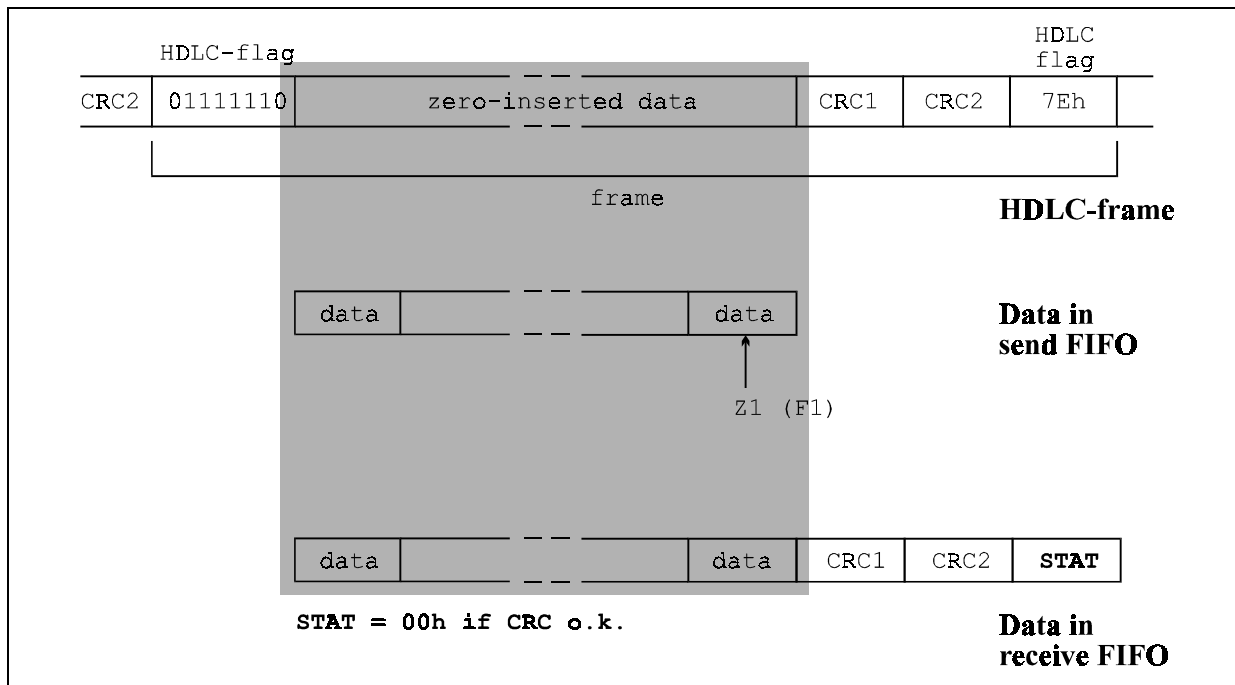 HDLC-flag
HDLC
flag
CRC2 01111110 zero-inserted data CRC1 CRC2 7Eh
frame
HDLC-frame
data data
Data in
send FIFO
Z1 (F1)
data data CRC1 CRC2 STAT
STAT = 00h if CRC o.k.
Data in
receive FIFO